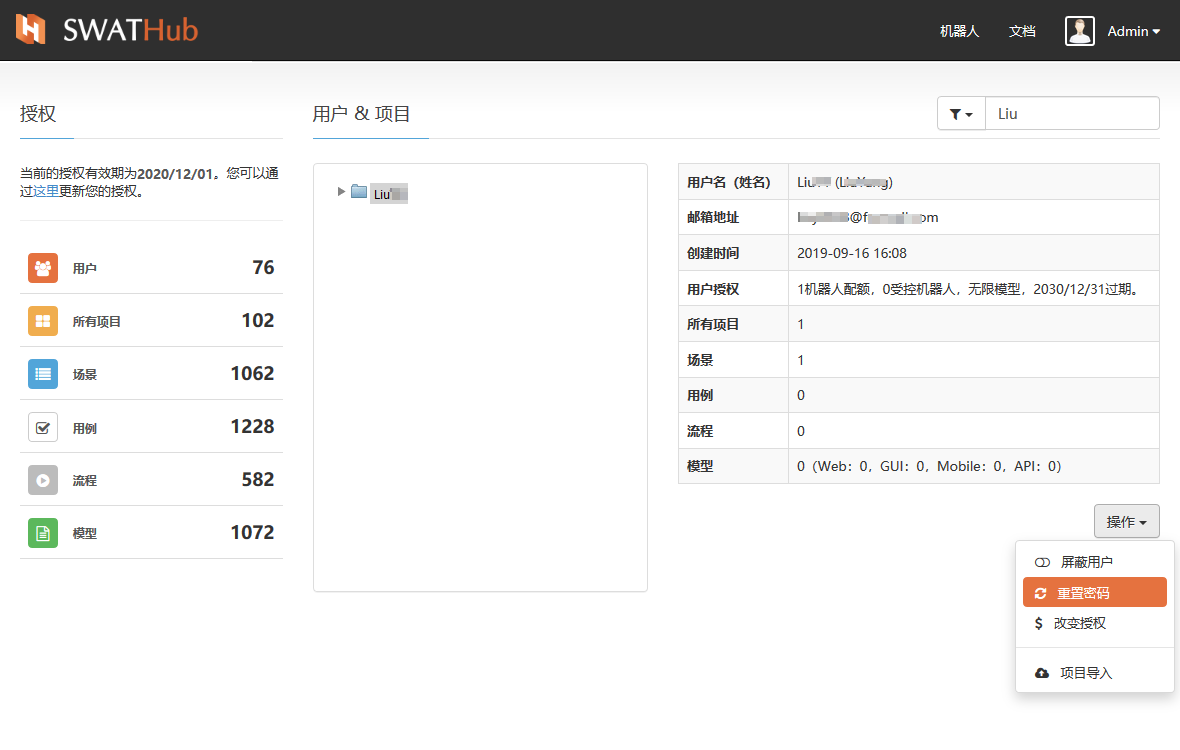 SWATHub
机器人 文档 Admin
授权
当前的授权有效期为2020/12/01。您可以通
过这里更新您的授权。
用户 76
所有项目 102
场景 1062
用例 1228
流程 582
模型 1072
用户 & 项目
Liu
Liu
用户名（姓名） Liu
邮箱地址
创建时间 2019-09-16 16:08
用户授权 1机器人配额，0受控机器人，无限模型，2030/12/31过期。
所有项目 1
场景 1
用例 0
流程 0
模型 0（Web：0，GUI：0，Mobile：0，API：0）
操作
屏蔽用户
重置密码
改变授权
项目导入